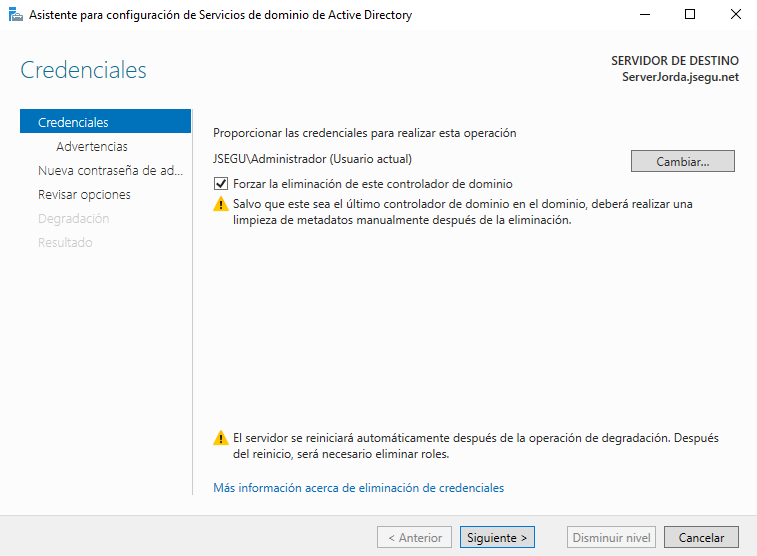 Asistente para configuración de Servicios de dominio de Active Directory
Credenciales
SERVIDOR DE DESTINO
ServerJorda.jsegu.net
Credenciales
Advertencias
Nueva contraseña de ad...
Revisar opciones
Degradación
Resultado
Proporcionar las credenciales para realizar esta operación
JSEGU\Administrador (Usuario actual)
Cambiar...
Forzar la eliminación de este controlador de dominio
Salvo que este sea el último controlador de dominio en el dominio, deberá realizar una
limpieza de metadatos manualmente después de la eliminación.
El servidor se reiniciará automáticamente después de la operación de degradación. Después
del reinicio, será necesario eliminar roles.
Más información acerca de eliminación de credenciales
< Anterior
Siguiente >
Disminuir nivel
Cancelar